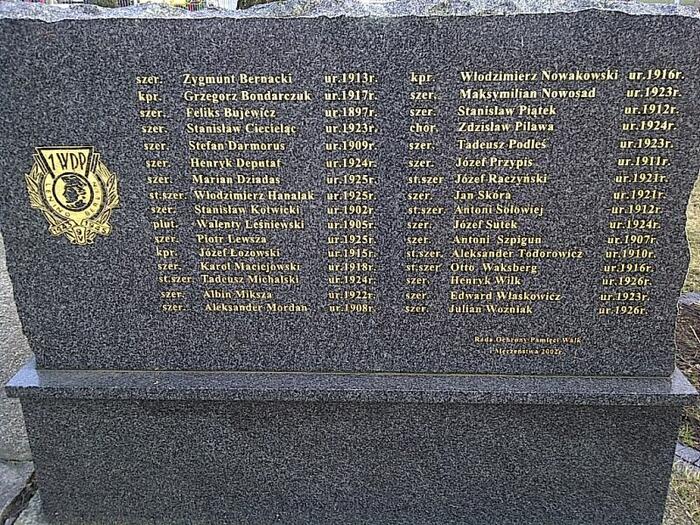 1 WDP
szer. Zygmunt Bernacki ur.1913r.
kpr. Grzegorz Bondarczuk ur.1917r.
szer. Feliks Bujewicz ur.1897r.
szer. Stanisław Ciecieląc ur.1923r.
szer. Stefan Darmorus ur.1909r.
szer. Henryk Deputat ur.1924r.
szer. Marian Dziadas ur.1925r.
st.szer. Włodzimierz Hanalak ur.1925r.
szer. Stanisław Kotwicki ur.1902r.
plut. Walenty Leśniewski ur.1905r.
szer. Piotr Lewsza ur.1925r.
kpr. Józef Łozowski ur.1915r.
szer. Karol Maciejowski ur.1918r.
st.szer. Tadeusz Michalski ur.1924r.
szer. Albin Miksza ur.1922r.
szer. Aleksander Mordan ur.1908r.
kpr. Włodzimierz Nowakowski ur.1916r.
szer. Maksymilian Nowosad ur.1923r.
szer. Stanisław Piątek ur.1912r.
chor. Zdzisław Piława ur.1924r.
szer. Tadeusz Podleś ur.1923r.
szer. Józef Przypis ur.1911r.
st.szer Józef Raczyński ur.1921r.
szer. Jan Skóra ur.1921r.
st.szer Antoni Sołowiej ur.1912r.
szer. Józef Sutek ur.1924r.
szer. Antoni Szpigun ur.1907r.
st.szer Aleksander Todorowicz ur.1910r.
st.szer Otto Waksberg ur.1916r.
szer. Henryk Wilk ur.1926r.
szer. Edward Właskowicz ur.1923r.
szer. Julian Woźniak ur.1926r.
Rada Ochrony Pamięci Walk
i Męczeństwa 2002r.